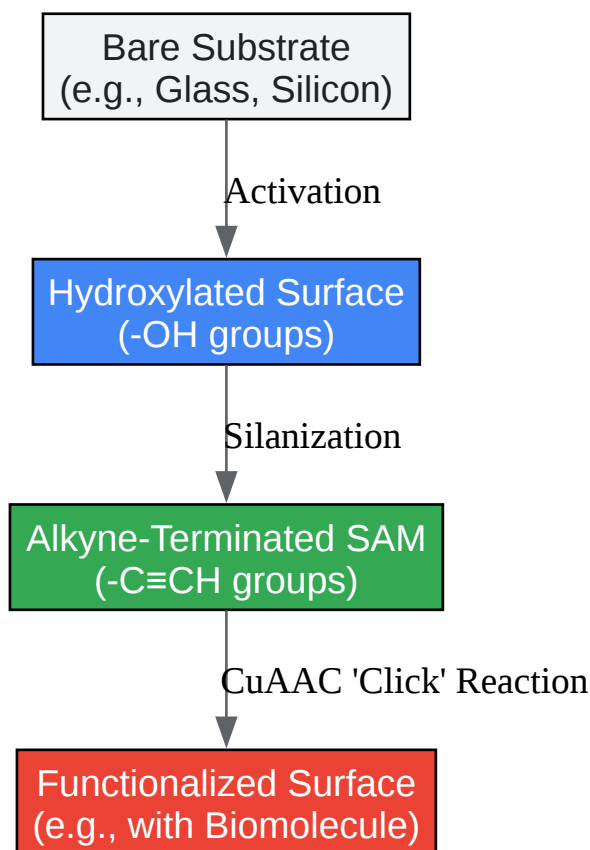 Bare Substrate
(e.g., Glass, Silicon)
Activation
Hydroxylated Surface
(-OH groups)
Silanization
Alkyne-Terminated SAM
(-C≡CH groups)
CuAAC 'Click' Reaction
Functionalized Surface
(e.g., with Biomolecule)